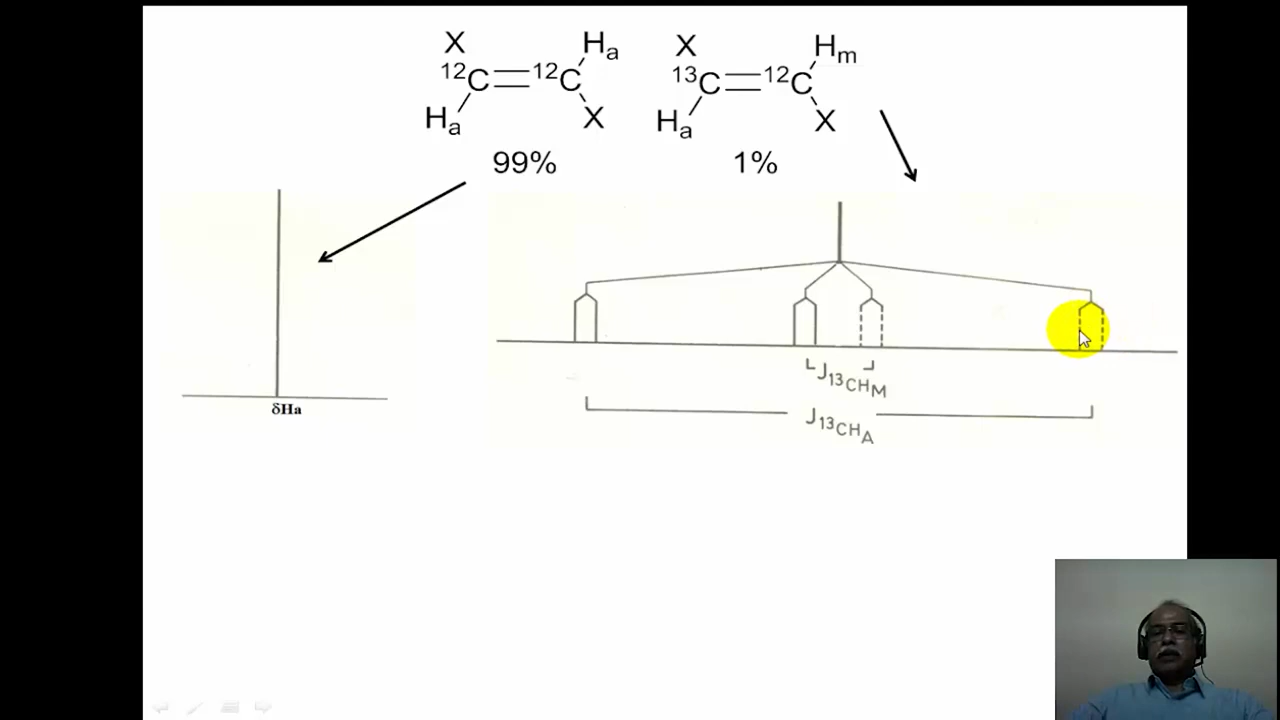 X Hₐ X Hₘ
¹²C ¹²C ¹³C ¹²C
Hₐ X Hₐ X
99% 1%
J₁₃CHM
δHa
J₁₃CHA